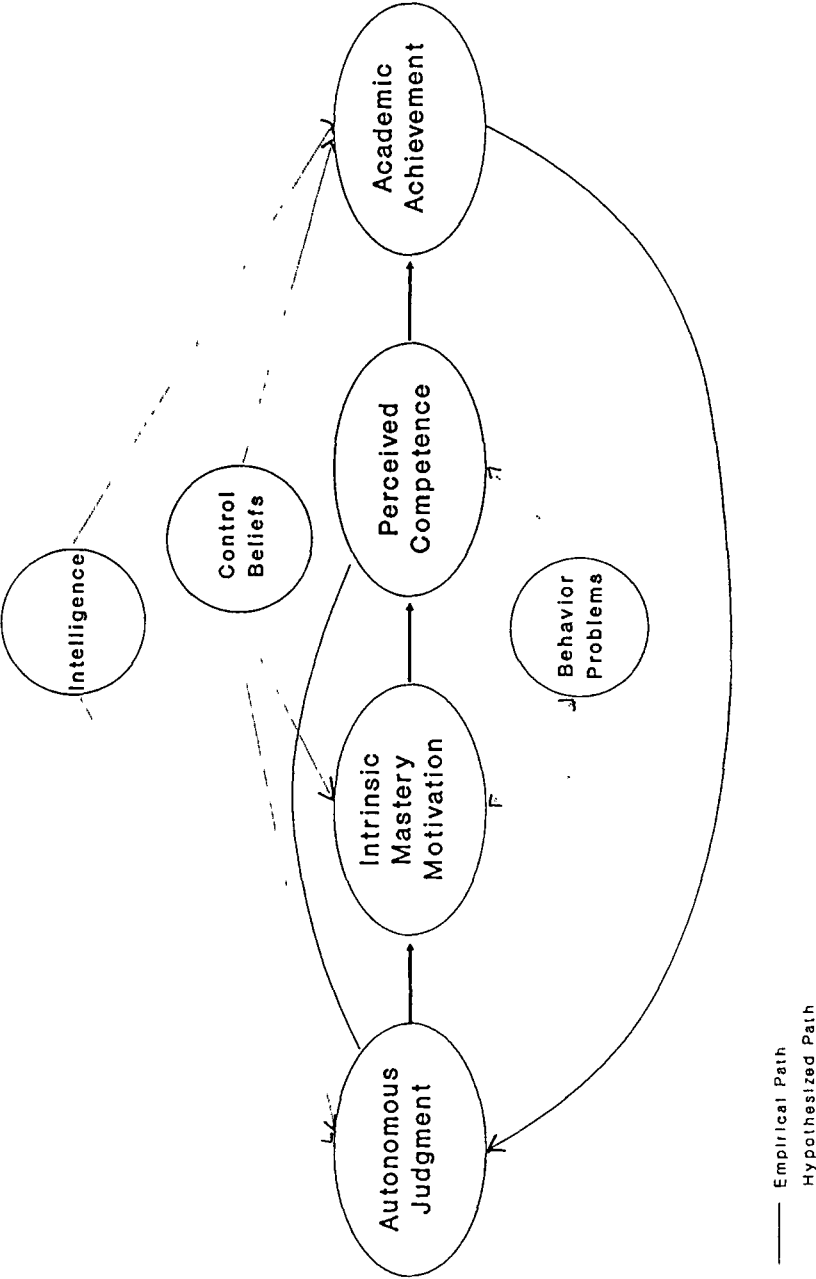 Intelligence
Control
Beliefs
Autonomous
Judgment
Intrinsic
Mastery
Motivation
Perceived
Competence
Academic
Achievement
Behavior
Problems
Empirical Path
Hypothesized Path